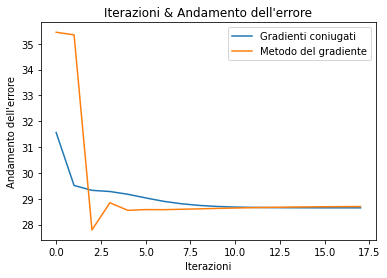 Iterazioni & Andamento dell'errore
Gradienti coniugati
Metodo del gradiente
Andamento dell'errore
35
34
33
32
31
30
29
28
0.0 2.5 5.0 7.5 10.0 12.5 15.0 17.5
Iterazioni